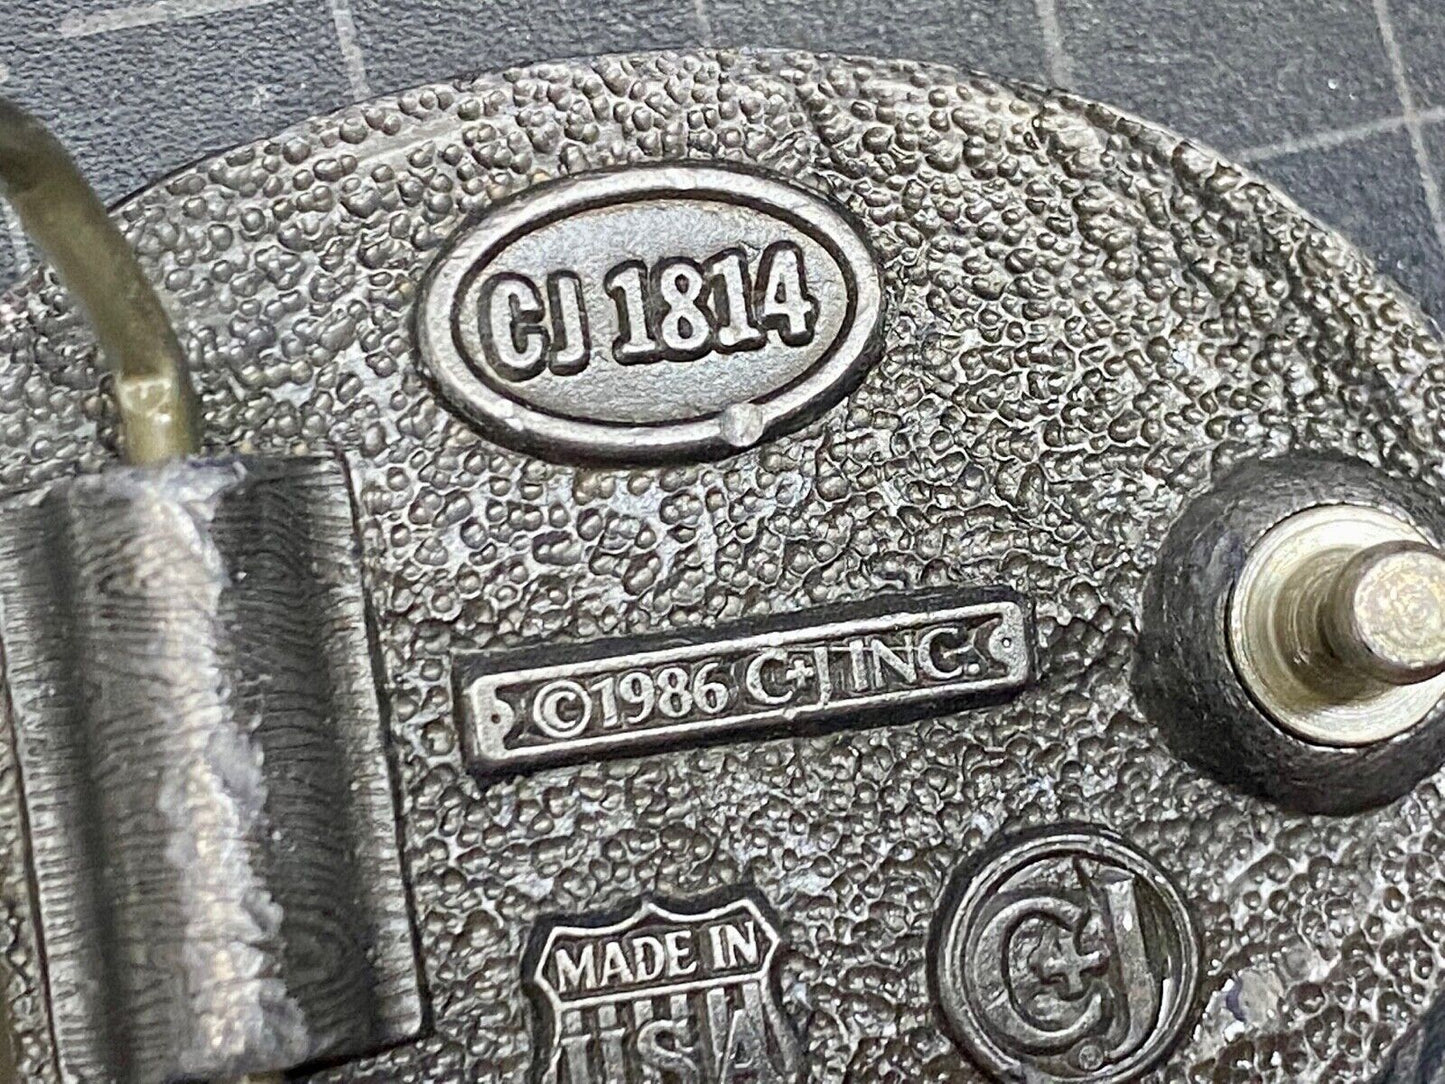 CJ 1814
©1986 C+J INC.
MADE IN
USA
C+J
®